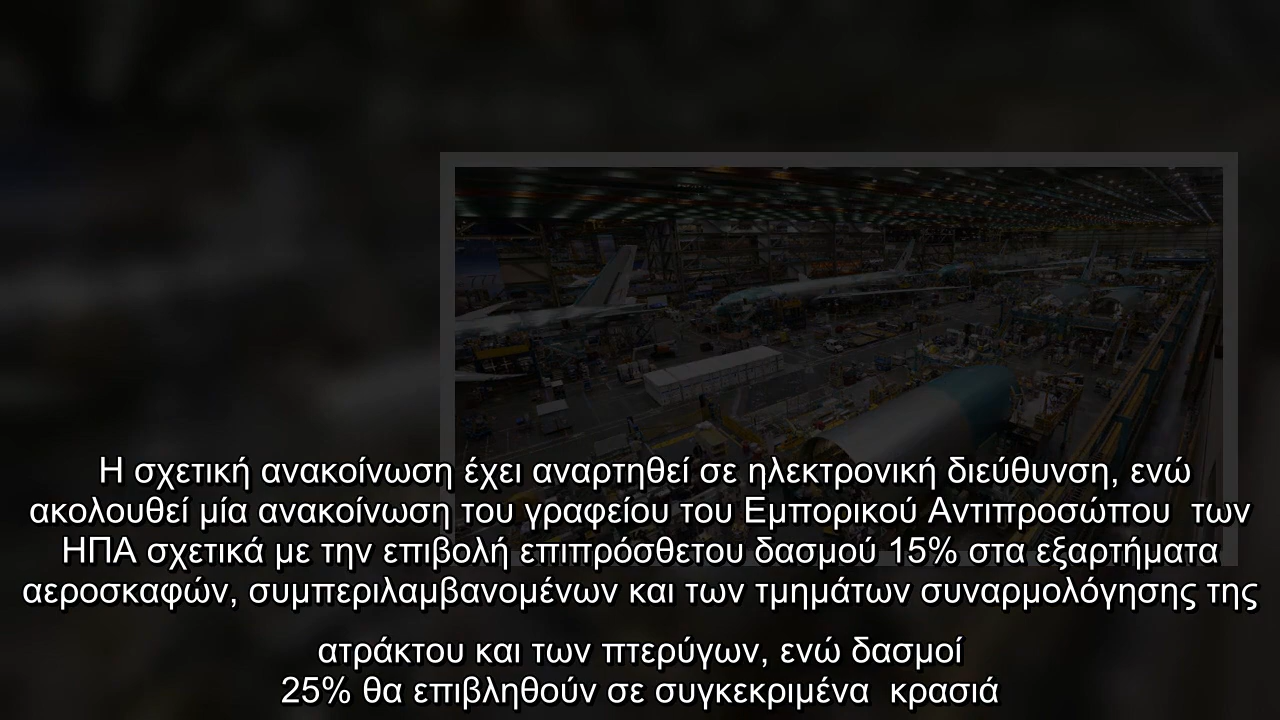 Η σχετική ανακοίνωση έχει αναρτηθεί σε ηλεκτρονική διεύθυνση, ενώ
ακολουθεί μία ανακοίνωση του γραφείου του Εμπορικού Αντιπροσώπου  των
ΗΠΑ σχετικά με την επιβολή επιπρόσθετου δασμού 15% στα εξαρτήματα
αεροσκαφών, συμπεριλαμβανομένων και των τμημάτων συναρμολόγησης της
ατράκτου και των πτερύγων, ενώ δασμοί
25% θα επιβληθούν σε συγκεκριμένα  κρασιά